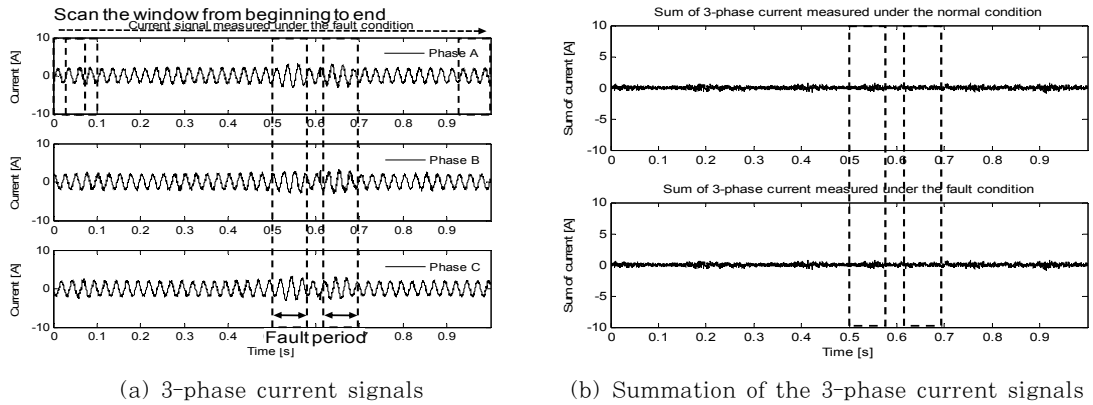 Scan the window from beginning to end
Current signal measured under the fault condition
Current [A]
10
0
-10
Phase A
0 0.1 0.2 0.3 0.4 0.5 0.6 0.7 0.8 0.9
Current [A]
10
0
-10
Phase B
0 0.1 0.2 0.3 0.4 0.5 0.6 0.7 0.8 0.9
Current [A]
10
0
-10
Phase C
0 0.1 0.2 0.3 0.4 0.5 0.6 0.7 0.8 0.9
Fault period
Time [s]
(a) 3-phase current signals
Sum of 3-phase current measured under the normal condition
Sum of current [A]
10
5
0
-5
-10
0 0.1 0.2 0.3 0.4 0.5 0.6 0.7 0.8 0.9
Sum of 3-phase current measured under the fault condition
Sum of current [A]
10
5
0
-5
-10
0 0.1 0.2 0.3 0.4 0.5 0.6 0.7 0.8 0.9
Time [s]
(b) Summation of the 3-phase current signals